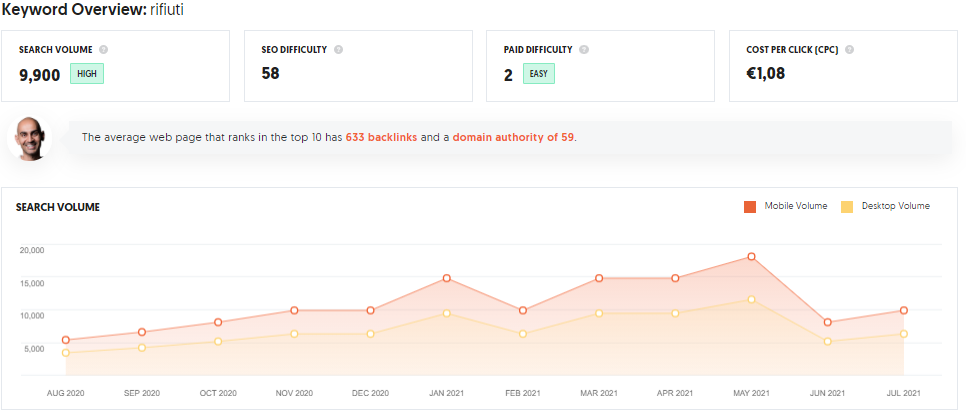 Keyword Overview: rifiuti
SEARCH VOLUME ?
9,900 HIGH
SEO DIFFICULTY ?
58
PAID DIFFICULTY ?
2 EASY
COST PER CLICK (CPC) ?
€1,08
The average web page that ranks in the top 10 has 633 backlinks and a domain authority of 59.
SEARCH VOLUME
Mobile Volume Desktop Volume
20,000
15,000
10,000
5,000
AUG 2020 SEP 2020 OCT 2020 NOV 2020 DEC 2020 JAN 2021 FEB 2021 MAR 2021 APR 2021 MAY 2021 JUN 2021 JUL 2021